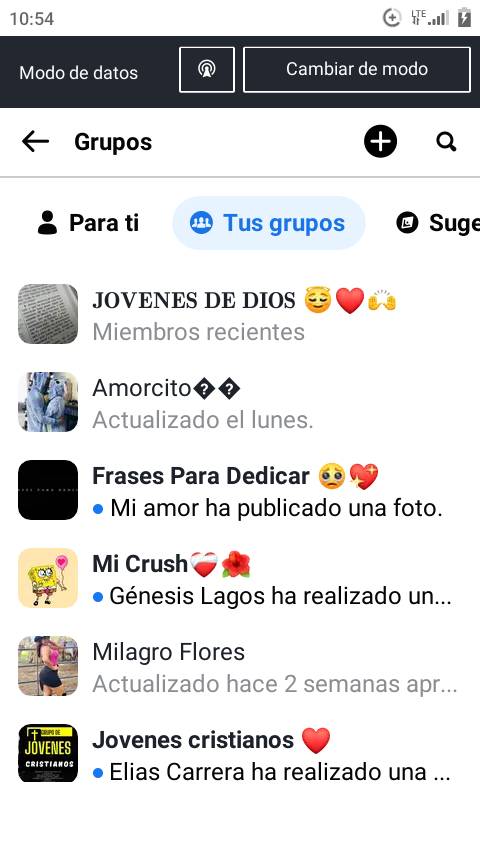 10:54
LTE
Modo de datos
Cambiar de modo
Grupos
Para ti
Tus grupos
Suge
JOVENES DE DIOS 😇❤️🙌
Miembros recientes
Amorcito��
Actualizado el lunes.
Frases Para Dedicar 🥺💖
Mi amor ha publicado una foto.
Mi Crush❤️‍🩹🌺
Génesis Lagos ha realizado un...
Milagro Flores
Actualizado hace 2 semanas apr...
Jovenes cristianos ❤️
Elias Carrera ha realizado una ...
GRUPO DE
JOVENES
CRISTIANOS